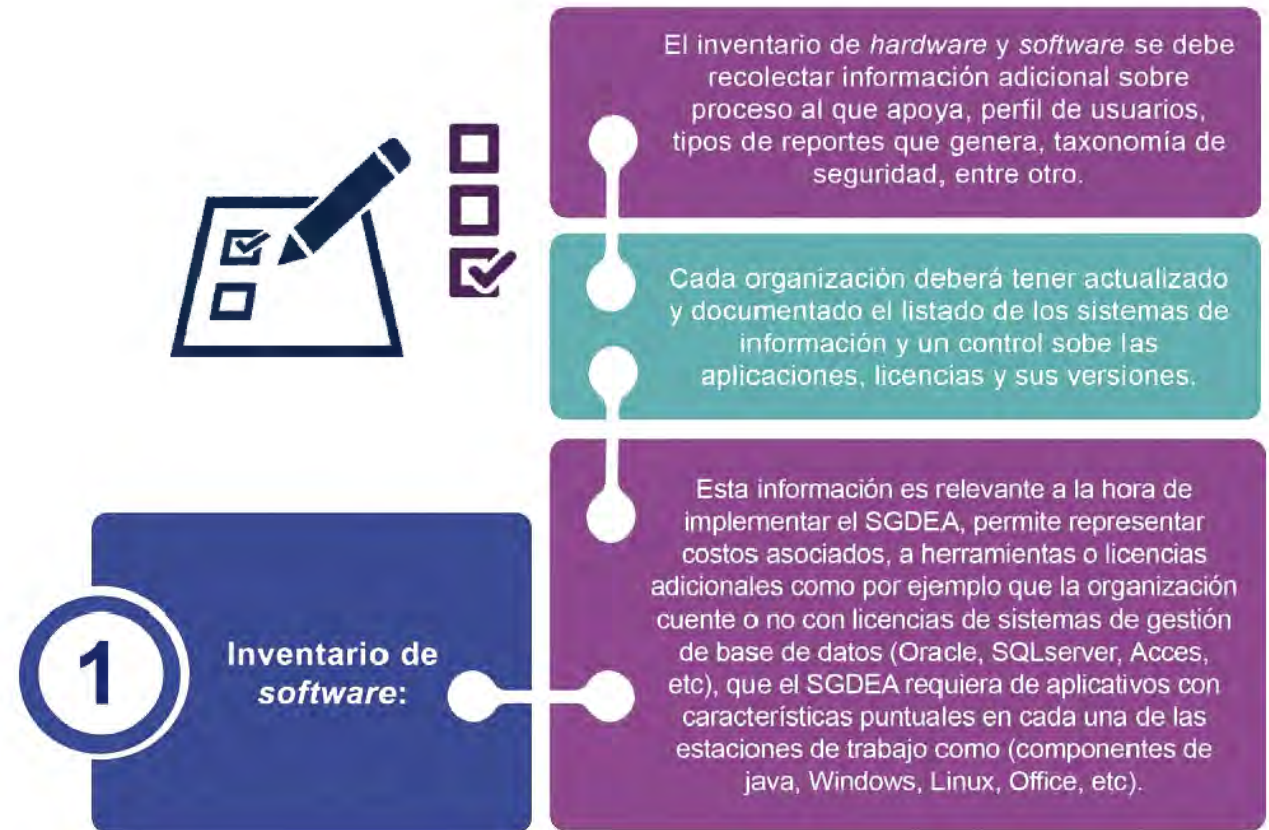 El inventario de hardware y software se debe
recolectar información adicional sobre
proceso al que apoya, perfil de usuarios,
tipos de reportes que genera, taxonomía de
seguridad, entre otro.
Cada organización deberá tener actualizado
y documentado el listado de los sistemas de
información y un control sobe las
aplicaciones, licencias y sus versiones.
1
Inventario de
software:
Esta información es relevante a la hora de
implementar el SGDEA, permite representar
costos asociados, a herramientas o licencias
adicionales como por ejemplo que la organización
cuente o no con licencias de sistemas de gestión
de base de datos (Oracle, SQLserver, Acces,
etc), que el SGDEA requiera de aplicativos con
características puntuales en cada una de las
estaciones de trabajo como (componentes de
java, Windows, Linux, Office, etc).